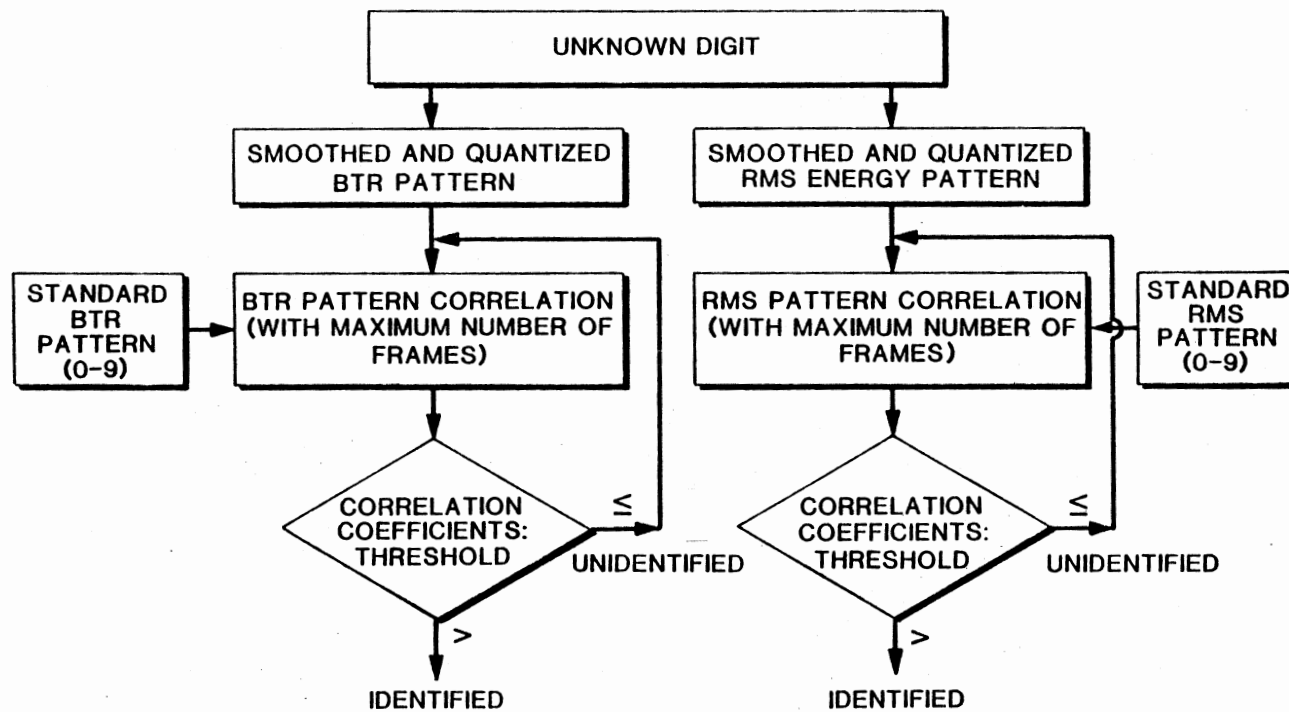 UNKNOWN DIGIT
SMOOTHED AND QUANTIZED
BTR PATTERN
SMOOTHED AND QUANTIZED
RMS ENERGY PATTERN
STANDARD
BTR
PATTERN
(0-9)
BTR PATTERN CORRELATION
(WITH MAXIMUM NUMBER OF
FRAMES)
RMS PATTERN CORRELATION
(WITH MAXIMUM NUMBER OF
FRAMES)
STANDARD
RMS
PATTERN
(0-9)
CORRELATION
COEFFICIENTS:
THRESHOLD
≤
UNIDENTIFIED
>
IDENTIFIED
CORRELATION
COEFFICIENTS:
THRESHOLD
≤
UNIDENTIFIED
>
IDENTIFIED